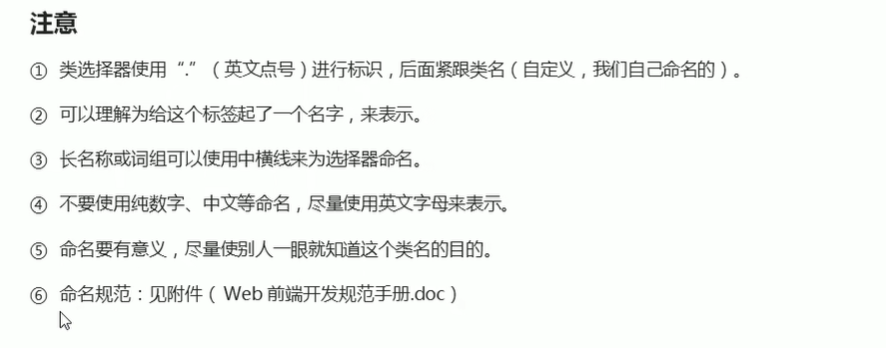 注意
① 类选择器使用“.”（英文点号）进行标识，后面紧跟类名（自定义，我们自己命名的）。
② 可以理解为给这个标签起了一个名字，来表示。
③ 长名称或词组可以使用中横线来为选择器命名。
④ 不要使用纯数字、中文等命名，尽量使用英文字母来表示。
⑤ 命名要有意义，尽量使别人一眼就知道这个类名的目的。
⑥ 命名规范：见附件（ Web 前端开发规范手册.doc）